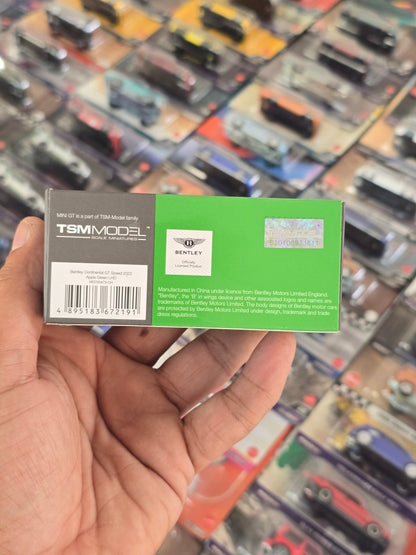 MINI GT is a part of TSM-Model family
TSMMODEL
SCALE MINIATURES
Bentley Continental GT Speed 2022
Apple Green LHD
4 895183 672191
B
BENTLEY
Officially
Licensed Product
Manufactured in China under licence from Bentley Motors Limited England.
"Bentley", the 'B' in wings device and other associated logos and names are
trademarks of Bentley Motors Limited. The body designs of Bentley motor cars
are protected by Bentley Motors Limited under design, trademark and trade
dress regulations.